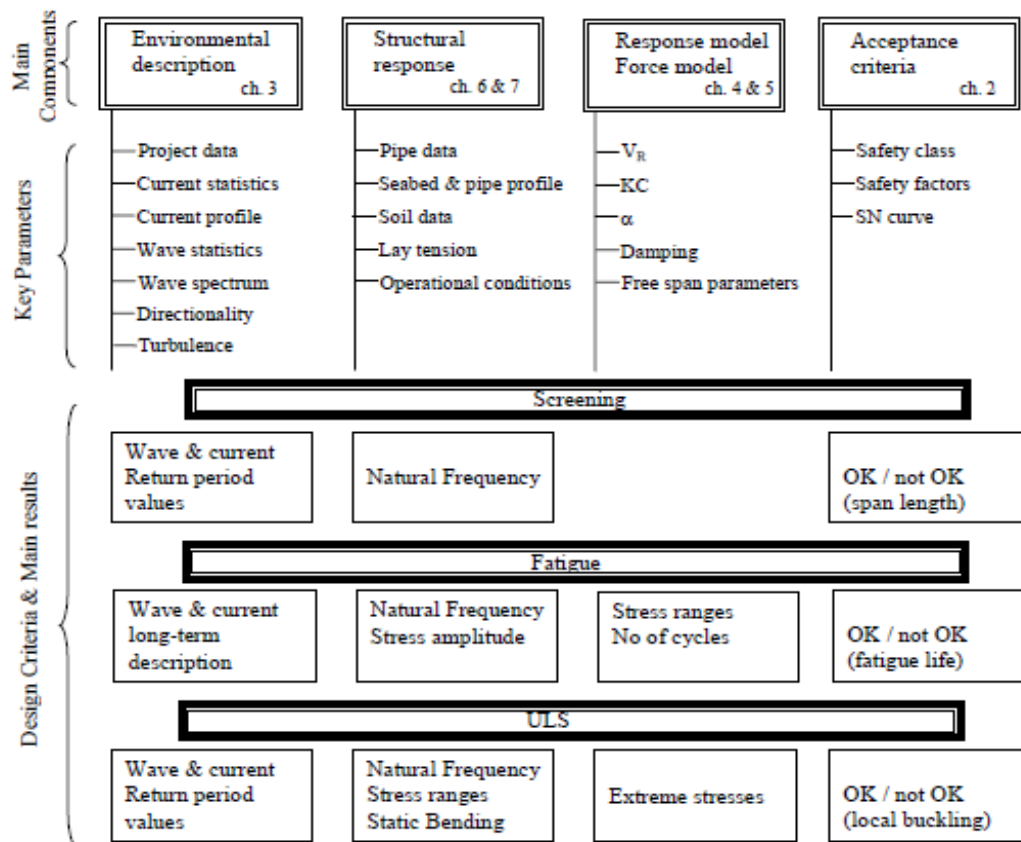 Main
Components
Environmental
description
ch. 3
Structural
response
ch. 6 & 7
Response model
Force model
ch. 4 & 5
Acceptance
criteria
ch. 2
Key Parameters
Project data
Current statistics
Current profile
Wave statistics
Wave spectrum
Directionality
Turbulence
Pipe data
Seabed & pipe profile
Soil data
Lay tension
Operational conditions
V_R
KC
α
Damping
Free span parameters
Safety class
Safety factors
SN curve
Design Criteria & Main results
Screening
Wave & current
Return period
values
Natural Frequency
OK / not OK
(span length)
Fatigue
Wave & current
long-term
description
Natural Frequency
Stress amplitude
Stress ranges
No of cycles
OK / not OK
(fatigue life)
ULS
Wave & current
Return period
values
Natural Frequency
Stress ranges
Static Bending
Extreme stresses
OK / not OK
(local buckling)